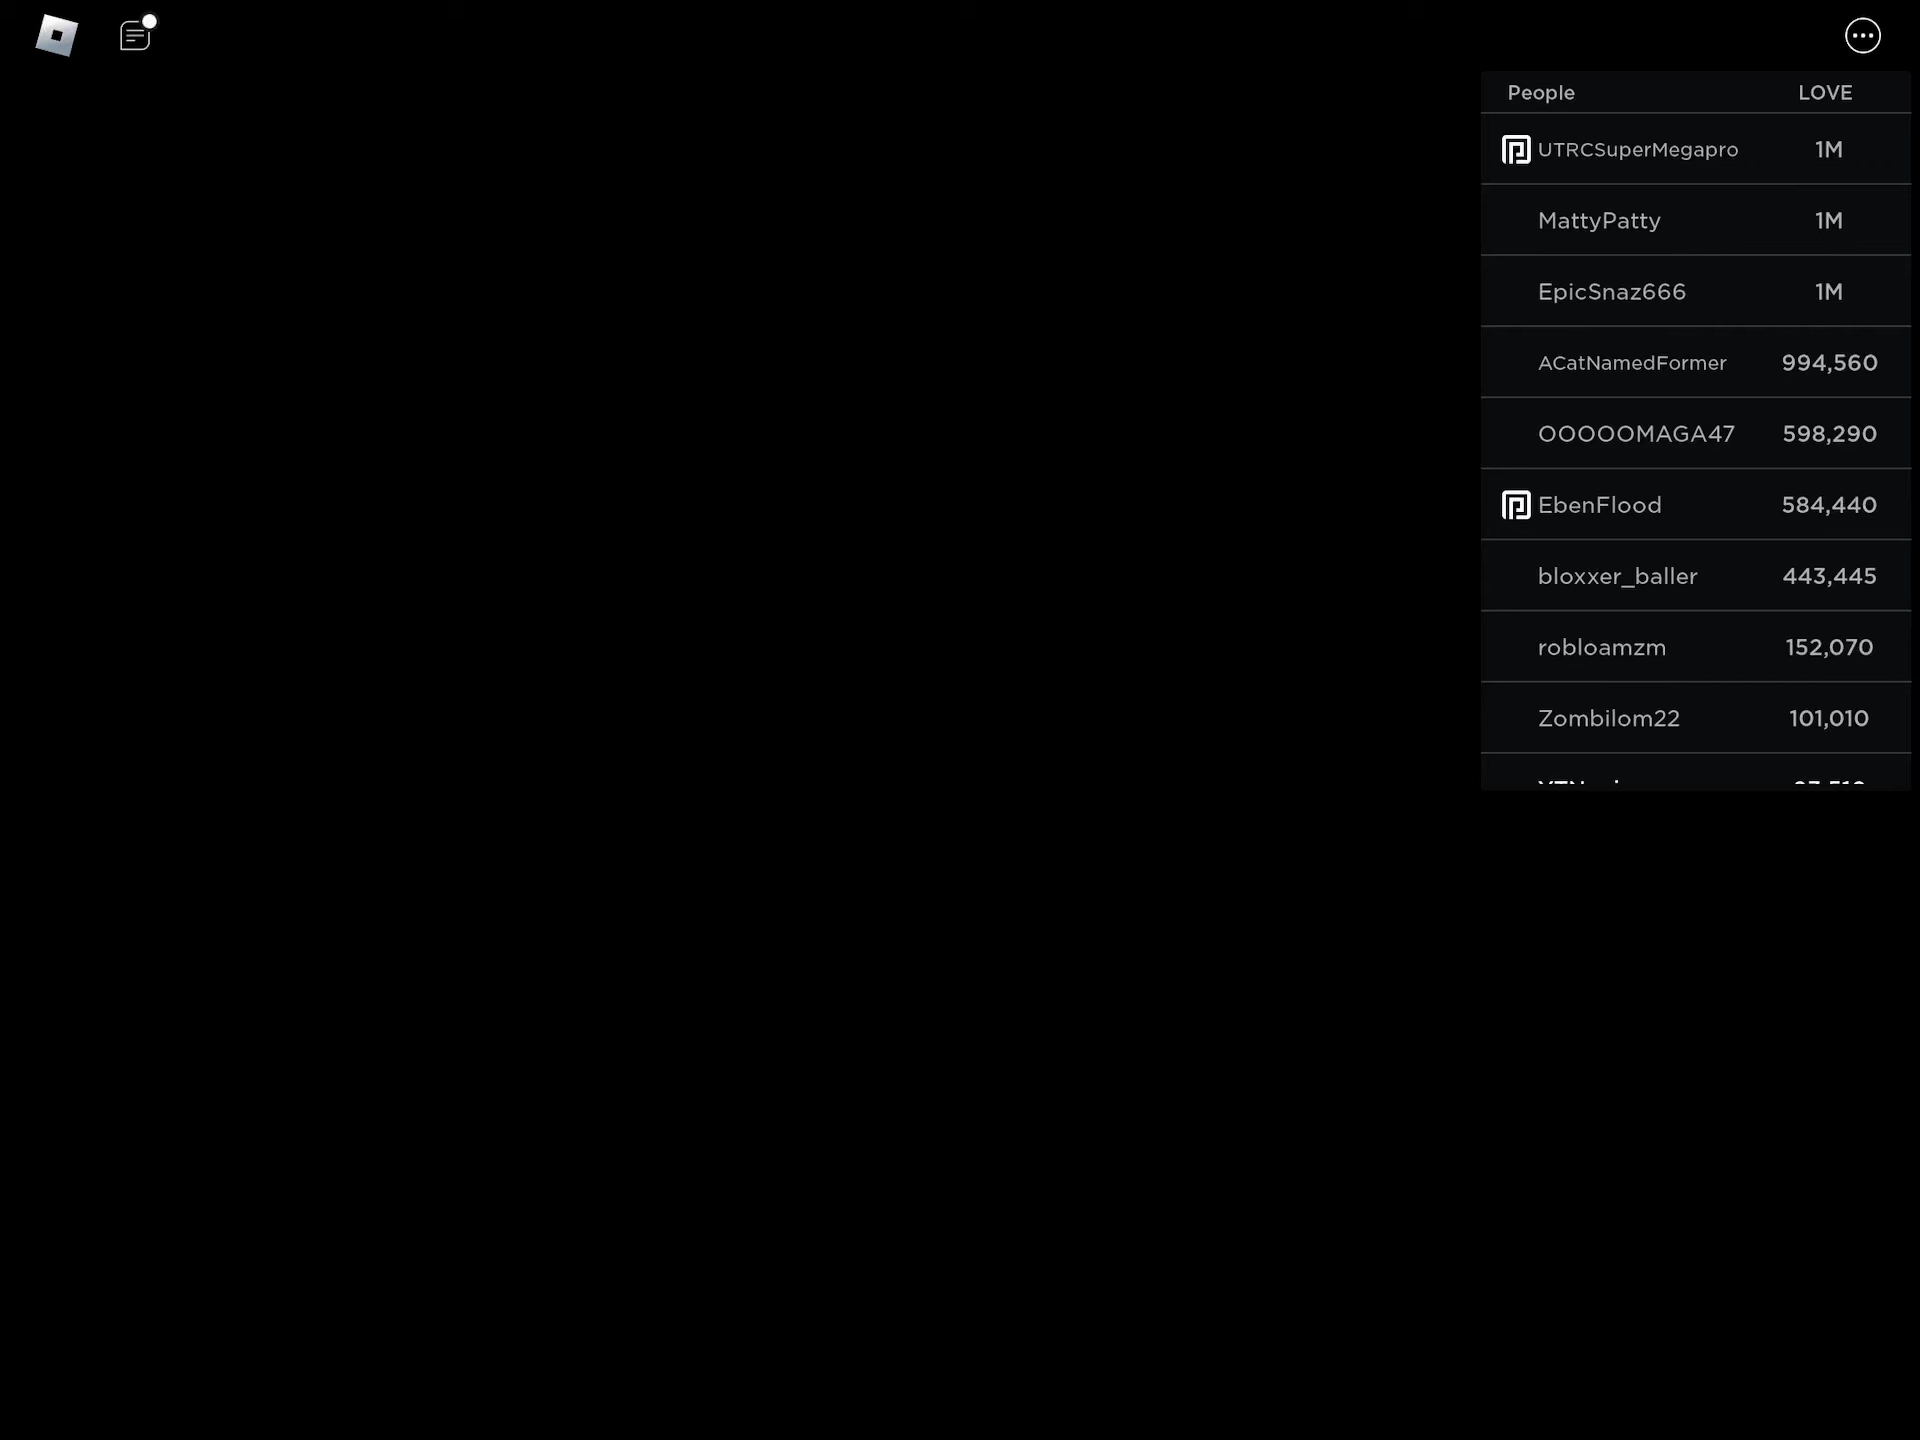 People LOVE
UTRCSuperMegapro 1M
MattyPatty 1M
EpicSnaz666 1M
ACatNamedFormer 994,560
OOOOOMAGA47 598,290
EbenFlood 584,440
bloxxer_baller 443,445
robloamzm 152,070
Zombilom22 101,010